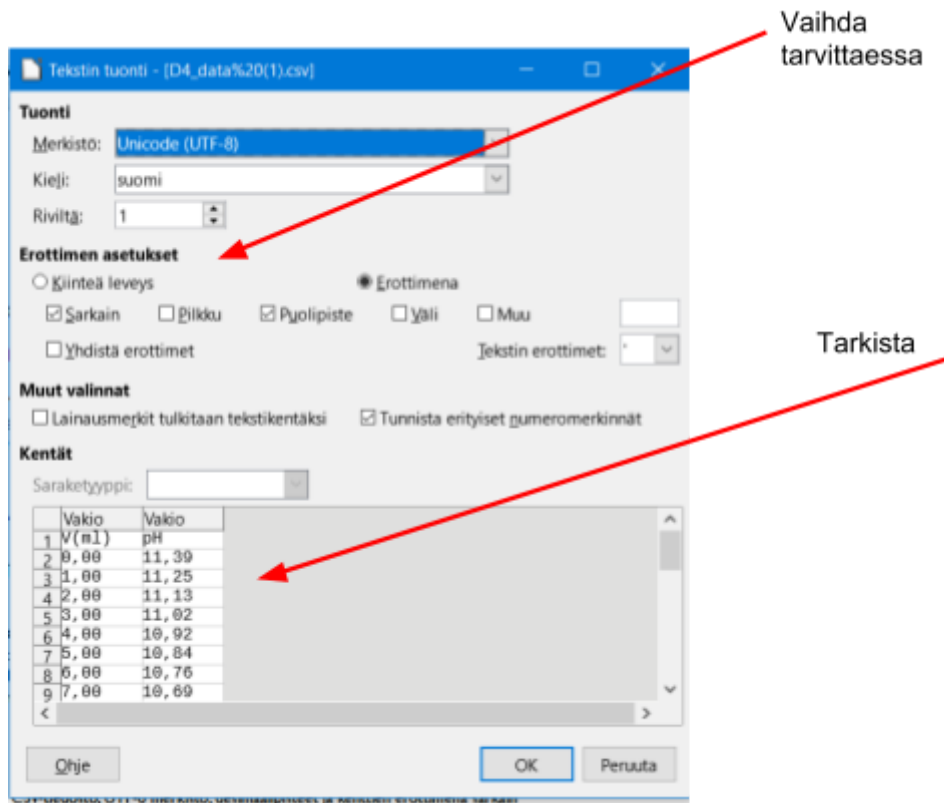 Vaihda
tarvittaessa
Tekstin tuonti - [D4_data%20(1).csv]
Tuonti
Merkistö: Unicode (UTF-8)
Kieli: suomi
Riviltä: 1
Erottimen asetukset
Kiinteä leveys Erottimena
Sarkain Pilkku Puolipiste Väli Muu
Yhdistä erottimet Tekstin erottimet:
Tarkista
Muut valinnat
Lainausmerkit tulkitaan tekstikentäksi Tunnista erityiset numeromerkinnät
Kentät
Saraketyyppi:
Vakio Vakio
1 V(ml) pH
2 0,00 11,39
3 1,00 11,25
4 2,00 11,13
5 3,00 11,02
6 4,00 10,92
7 5,00 10,84
8 6,00 10,76
9 7,00 10,69
Ohje OK Peruuta